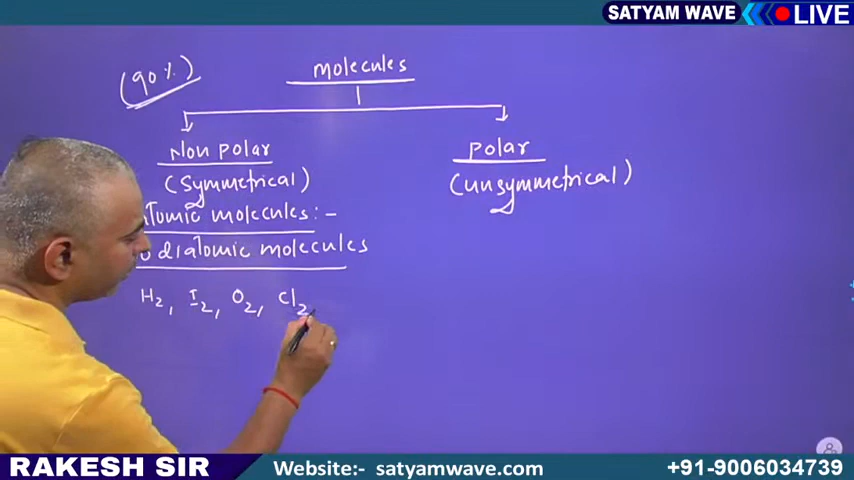 SATYAM WAVE LIVE
(90%)
molecules
Non polar
polar
(Symmetrical)
(unsymmetrical)
molecules:-
diatomic molecules
H2, I2, O2, Cl2
RAKESH SIR
Website:- satyamwave.com
+91-9006034739